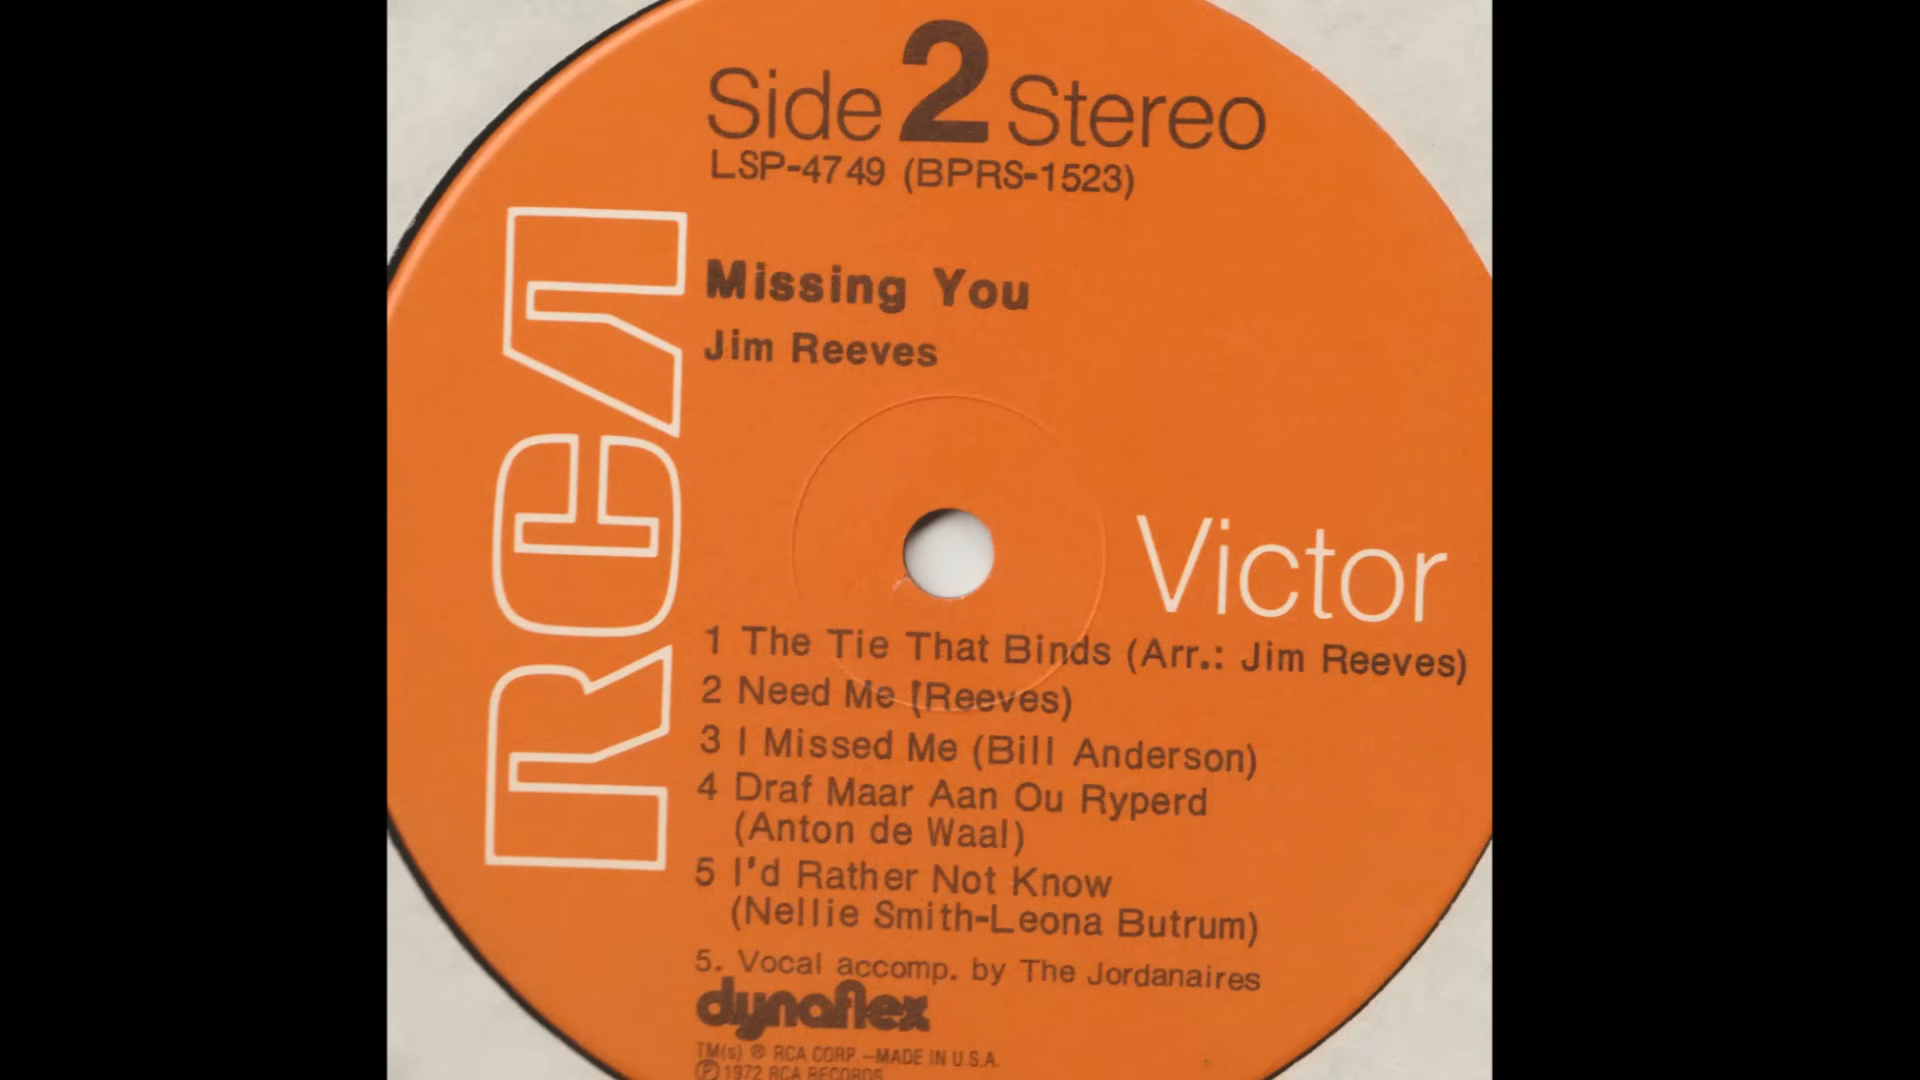 Side 2 Stereo
LSP-4749 (BPRS-1523)
RCA
Missing You
Jim Reeves
Victor
1 The Tie That Binds (Arr.: Jim Reeves)
2 Need Me (Reeves)
3 I Missed Me (Bill Anderson)
4 Draf Maar Aan Ou Ryperd
(Anton de Waal)
5 I'd Rather Not Know
(Nellie Smith-Leona Butrum)
5. Vocal accomp. by The Jordanaires
dynaflex
TM(s) ® RCA CORP.—MADE IN U.S.A.
℗ 1972 RCA RECORDS